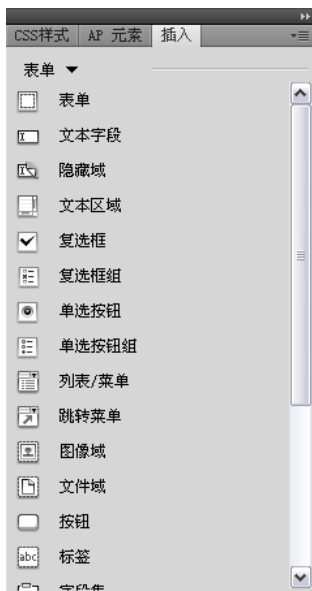 CSS样式 AP 元素 插入
表单
表单
文本字段
隐藏域
文本区域
复选框
复选框组
单选按钮
单选按钮组
列表/菜单
跳转菜单
图像域
文件域
按钮
abc 标签
字段集